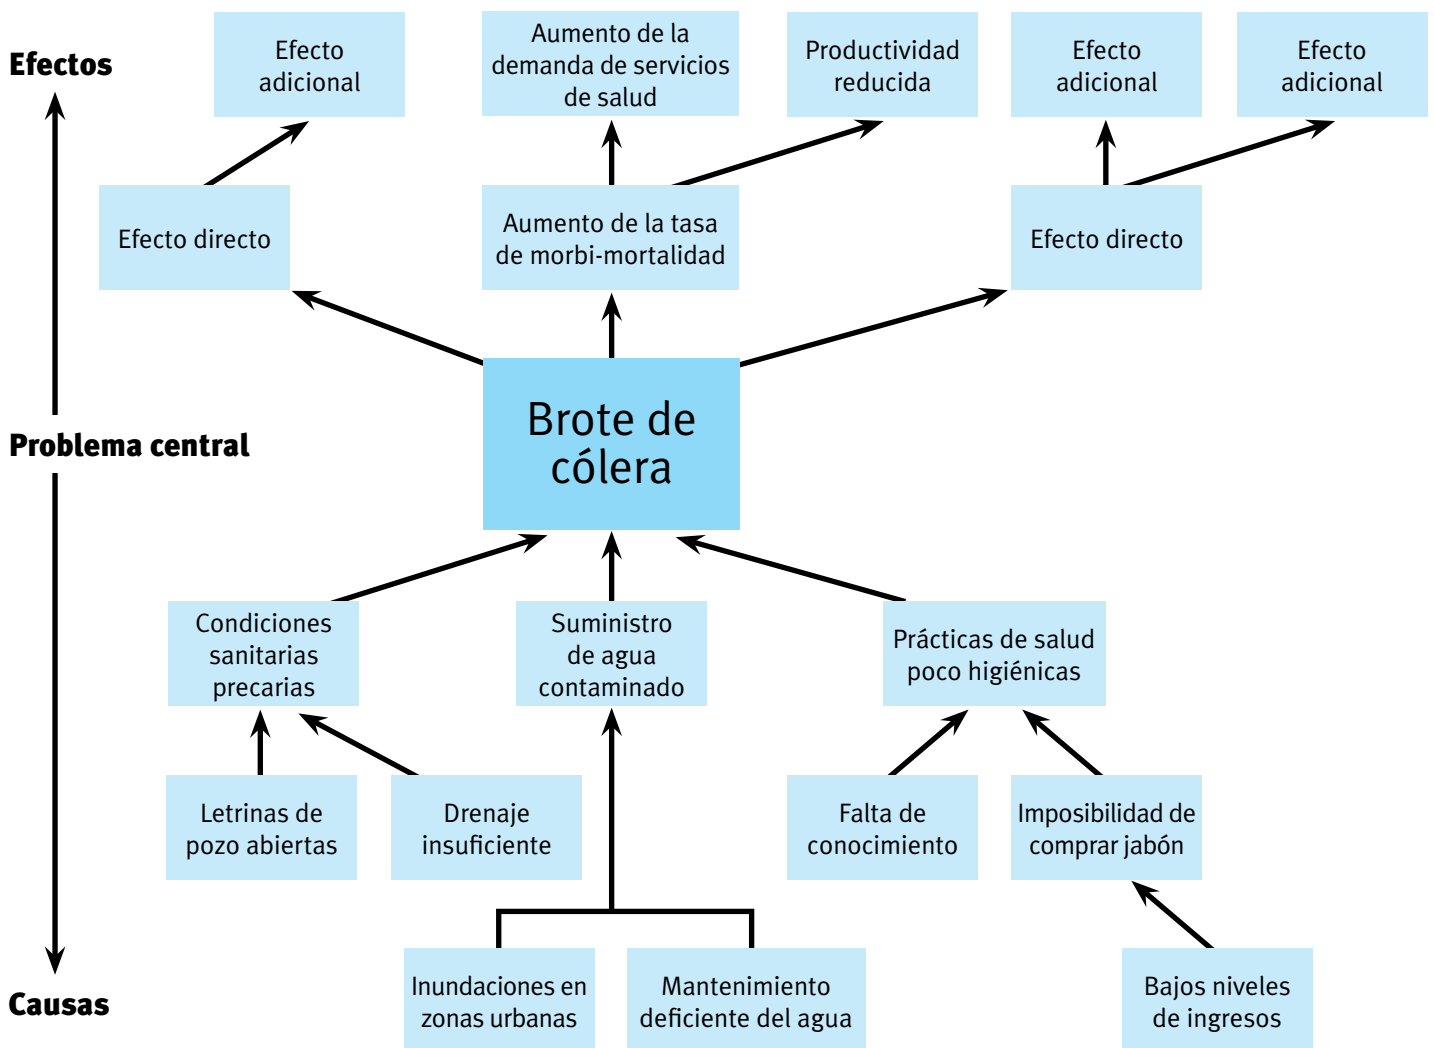 Efectos
Efecto
adicional
Aumento de la
demanda de servicios
de salud
Productividad
reducida
Efecto
adicional
Efecto
adicional
Efecto directo
Aumento de la tasa
de morbi-mortalidad
Efecto directo
Problema central
Brote de
cólera
Condiciones
sanitarias
precarias
Suministro
de agua
contaminado
Prácticas de salud
poco higiénicas
Letrinas de
pozo abiertas
Drenaje
insuficiente
Falta de
conocimiento
Imposibilidad de
comprar jabón
Causas
Inundaciones en
zonas urbanas
Mantenimiento
deficiente del agua
Bajos niveles
de ingresos